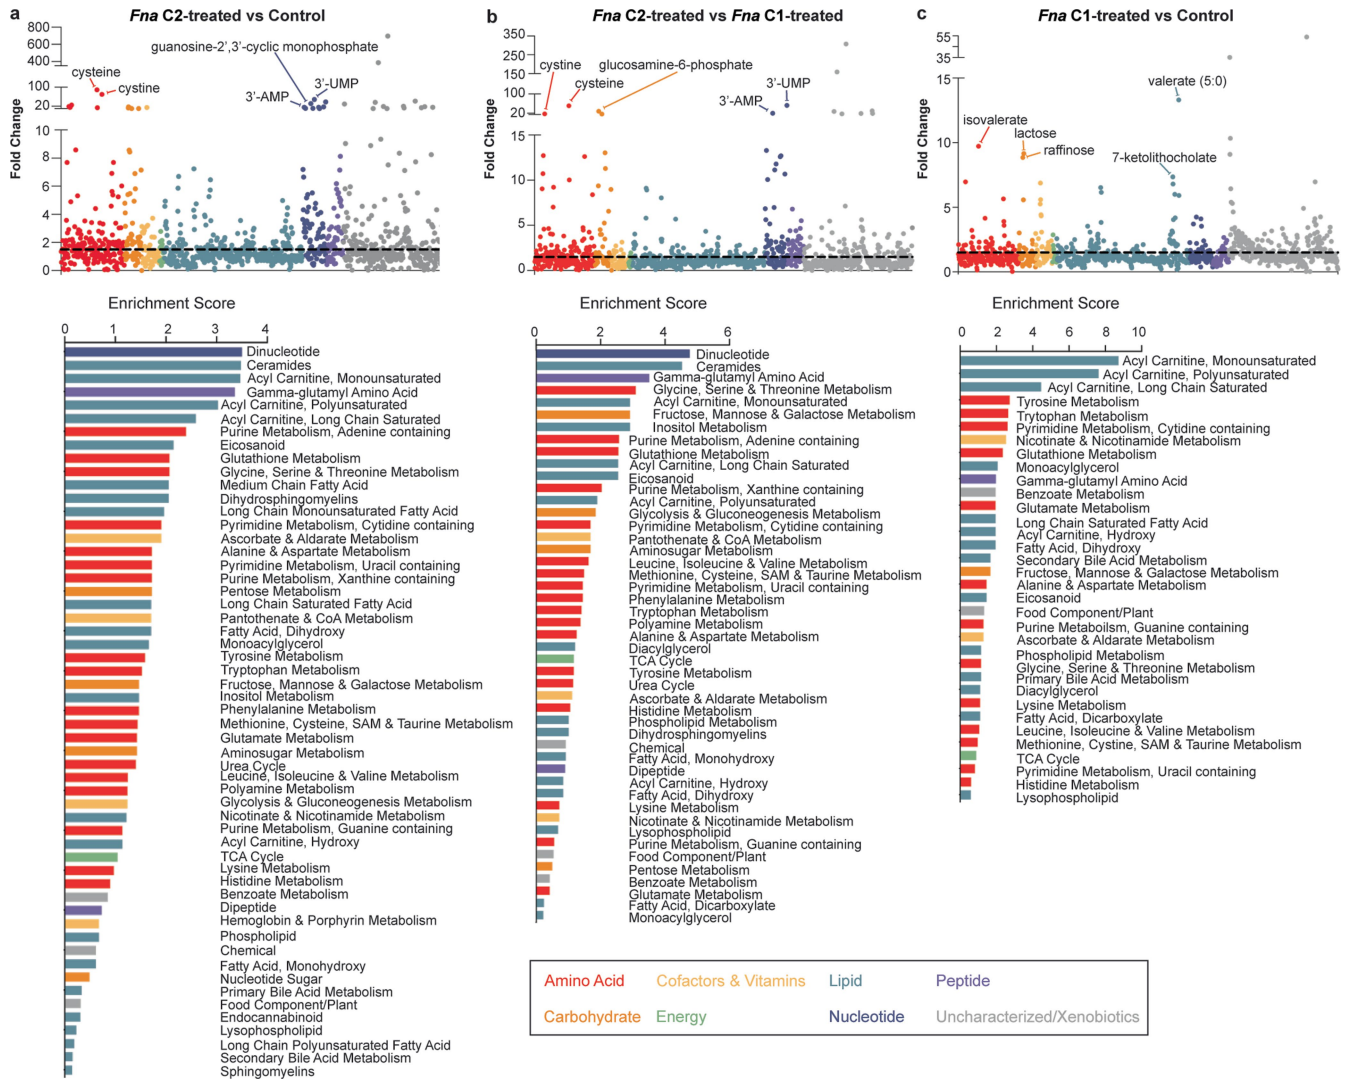 a
Fna C2-treated vs Control
Fold Change
800
600
400
100
20
10
8
6
4
2
0
cysteine
cystine
guanosine-2',3'-cyclic monophosphate
3'-UMP
3'-AMP
Enrichment Score
0 1 2 3 4
Dinucleotide
Ceramides
Acyl Carnitine, Monounsaturated
Gamma-glutamyl Amino Acid
Acyl Carnitine, Polyunsaturated
Acyl Carnitine, Long Chain Saturated
Purine Metabolism, Adenine containing
Eicosanoid
Glutathione Metabolism
Glycine, Serine & Threonine Metabolism
Medium Chain Fatty Acid
Dihydrosphingomyelins
Long Chain Monounsaturated Fatty Acid
Pyrimidine Metabolism, Cytidine containing
Ascorbate & Aldarate Metabolism
Alanine & Aspartate Metabolism
Pyrimidine Metabolism, Uracil containing
Purine Metabolism, Xanthine containing
Pentose Metabolism
Long Chain Saturated Fatty Acid
Pantothenate & CoA Metabolism
Fatty Acid, Dihydroxy
Monoacylglycerol
Tyrosine Metabolism
Tryptophan Metabolism
Fructose, Mannose & Galactose Metabolism
Inositol Metabolism
Phenylalanine Metabolism
Methionine, Cysteine, SAM & Taurine Metabolism
Glutamate Metabolism
Aminosugar Metabolism
Urea Cycle
Leucine, Isoleucine & Valine Metabolism
Polyamine Metabolism
Glycolysis & Gluconeogenesis Metabolism
Nicotinate & Nicotinamide Metabolism
Purine Metabolism, Guanine containing
Acyl Carnitine, Hydroxy
TCA Cycle
Lysine Metabolism
Histidine Metabolism
Benzoate Metabolism
Dipeptide
Hemoglobin & Porphyrin Metabolism
Phospholipid
Chemical
Fatty Acid, Monohydroxy
Nucleotide Sugar
Primary Bile Acid Metabolism
Food Component/Plant
Endocannabinoid
Lysophospholipid
Long Chain Polyunsaturated Fatty Acid
Secondary Bile Acid Metabolism
Sphingomyelins
b
Fna C2-treated vs Fna C1-treated
Fold Change
350
250
150
100
20
15
10
5
0
cystine
cysteine
glucosamine-6-phosphate
3'-UMP
3'-AMP
Enrichment Score
0 2 4 6
Dinucleotide
Ceramides
Gamma-glutamyl Amino Acid
Glycine, Serine & Threonine Metabolism
Acyl Carnitine, Monounsaturated
Fructose, Mannose & Galactose Metabolism
Inositol Metabolism
Purine Metabolism, Adenine containing
Glutathione Metabolism
Acyl Carnitine, Long Chain Saturated
Eicosanoid
Purine Metabolism, Xanthine containing
Acyl Carnitine, Polyunsaturated
Glycolysis & Gluconeogenesis Metabolism
Pyrimidine Metabolism, Cytidine containing
Pantothenate & CoA Metabolism
Aminosugar Metabolism
Leucine, Isoleucine & Valine Metabolism
Methionine, Cysteine, SAM & Taurine Metabolism
Pyrimidine Metabolism, Uracil containing
Phenylalanine Metabolism
Tryptophan Metabolism
Polyamine Metabolism
Alanine & Aspartate Metabolism
Diacylglycerol
TCA Cycle
Tyrosine Metabolism
Urea Cycle
Ascorbate & Aldarate Metabolism
Histidine Metabolism
Phospholipid Metabolism
Dihydrosphingomyelins
Chemical
Fatty Acid, Monohydroxy
Dipeptide
Acyl Carnitine, Hydroxy
Fatty Acid, Dihydroxy
Lysine Metabolism
Nicotinate & Nicotinamide Metabolism
Lysophospholipid
Purine Metabolism, Guanine containing
Food Component/Plant
Pentose Metabolism
Benzoate Metabolism
Glutamate Metabolism
Fatty Acid, Dicarboxylate
Monoacylglycerol
c
Fna C1-treated vs Control
Fold Change
55
35
15
10
5
0
isovalerate
lactose
raffinose
valerate (5:0)
7-ketolithocholate
Enrichment Score
0 2 4 6 8 10
Acyl Carnitine, Monounsaturated
Acyl Carnitine, Polyunsaturated
Acyl Carnitine, Long Chain Saturated
Tyrosine Metabolism
Trytophan Metabolism
Pyrimidine Metabolism, Cytidine containing
Nicotinate & Nicotinamide Metabolism
Glutathione Metabolism
Monoacylglycerol
Gamma-glutamyl Amino Acid
Benzoate Metabolism
Glutamate Metabolism
Long Chain Saturated Fatty Acid
Acyl Carnitine, Hydroxy
Fatty Acid, Dihydroxy
Secondary Bile Acid Metabolism
Fructose, Mannose & Galactose Metabolism
Alanine & Aspartate Metabolism
Eicosanoid
Food Component/Plant
Purine Metaboilsm, Guanine containing
Ascorbate & Aldarate Metabolism
Phospholipid Metabolism
Glycine, Serine & Threonine Metabolism
Primary Bile Acid Metabolism
Diacylglycerol
Lysine Metabolism
Fatty Acid, Dicarboxylate
Leucine, Isoleucine & Valine Metabolism
Methionine, Cystine, SAM & Taurine Metabolism
TCA Cycle
Pyrimidine Metabolism, Uracil containing
Histidine Metabolism
Lysophospholipid
Amino Acid Cofactors & Vitamins Lipid Peptide
Carbohydrate Energy Nucleotide Uncharacterized/Xenobiotics